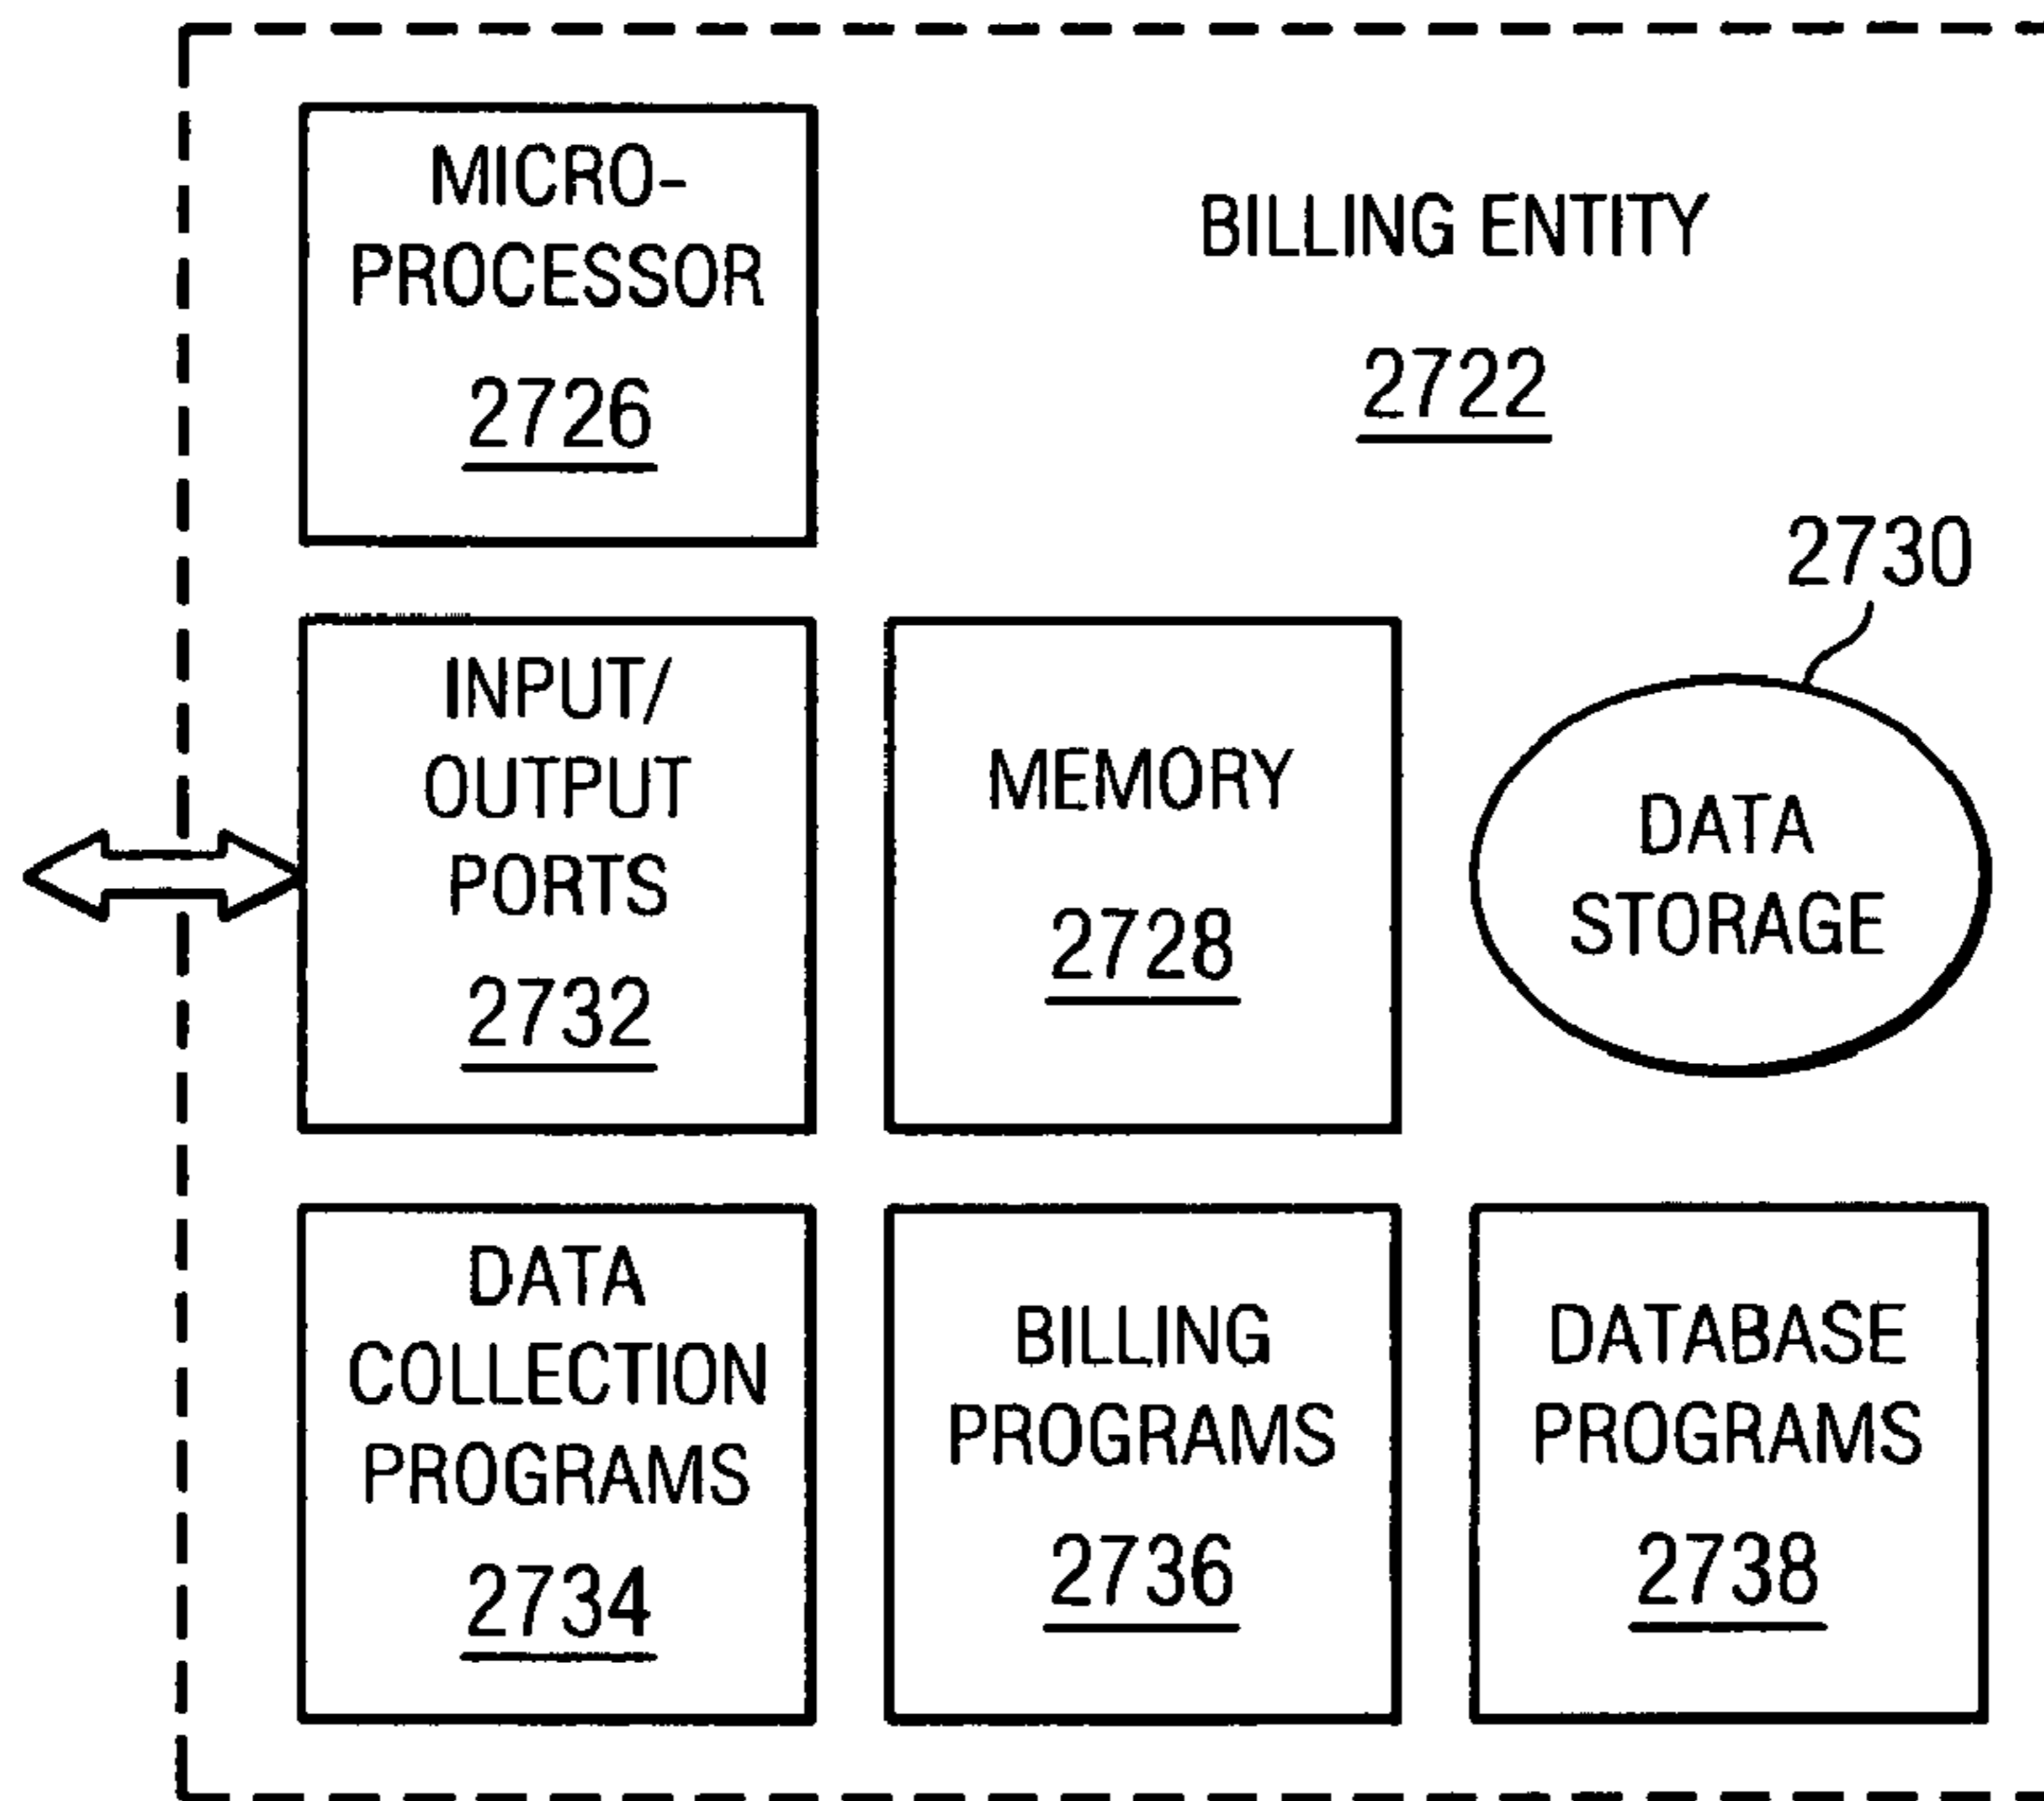 MICRO-
PROCESSOR
2726
BILLING ENTITY
2722
2730
INPUT/
OUTPUT
PORTS
2732
MEMORY
2728
DATA
STORAGE
DATA
COLLECTION
PROGRAMS
2734
BILLING
PROGRAMS
2736
DATABASE
PROGRAMS
2738